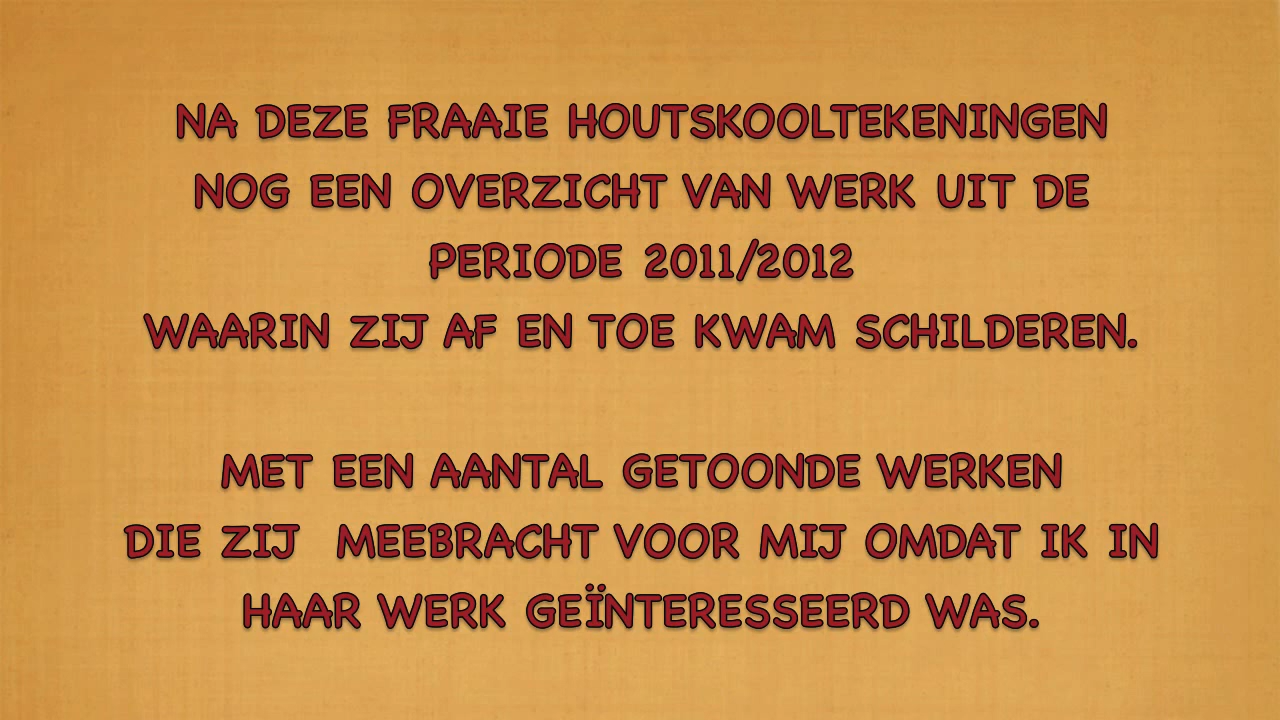 NA DEZE FRAAIE HOUTSKOOLTEKENINGEN
NOG EEN OVERZICHT VAN WERK UIT DE
PERIODE 2011/2012
WAARIN ZIJ AF EN TOE KWAM SCHILDEREN.
MET EEN AANTAL GETOONDE WERKEN
DIE ZIJ  MEEBRACHT VOOR MIJ OMDAT IK IN
HAAR WERK GEÏNTERESSEERD WAS.